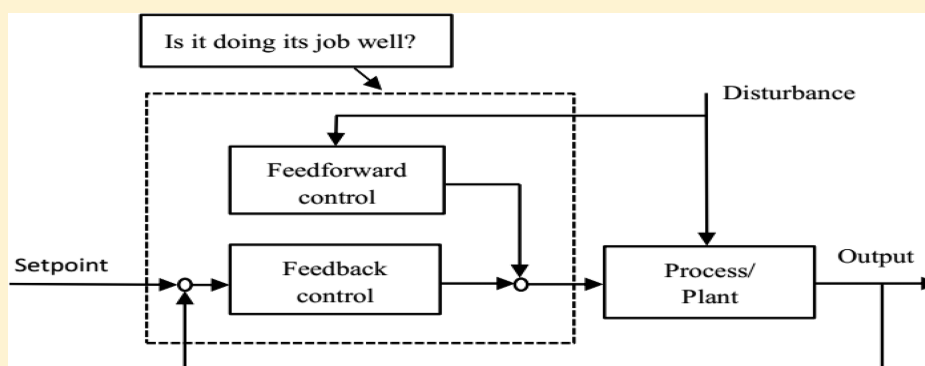 Is it doing its job well?
Disturbance
Feedforward
control
Setpoint
Feedback
control
Process/
Plant
Output